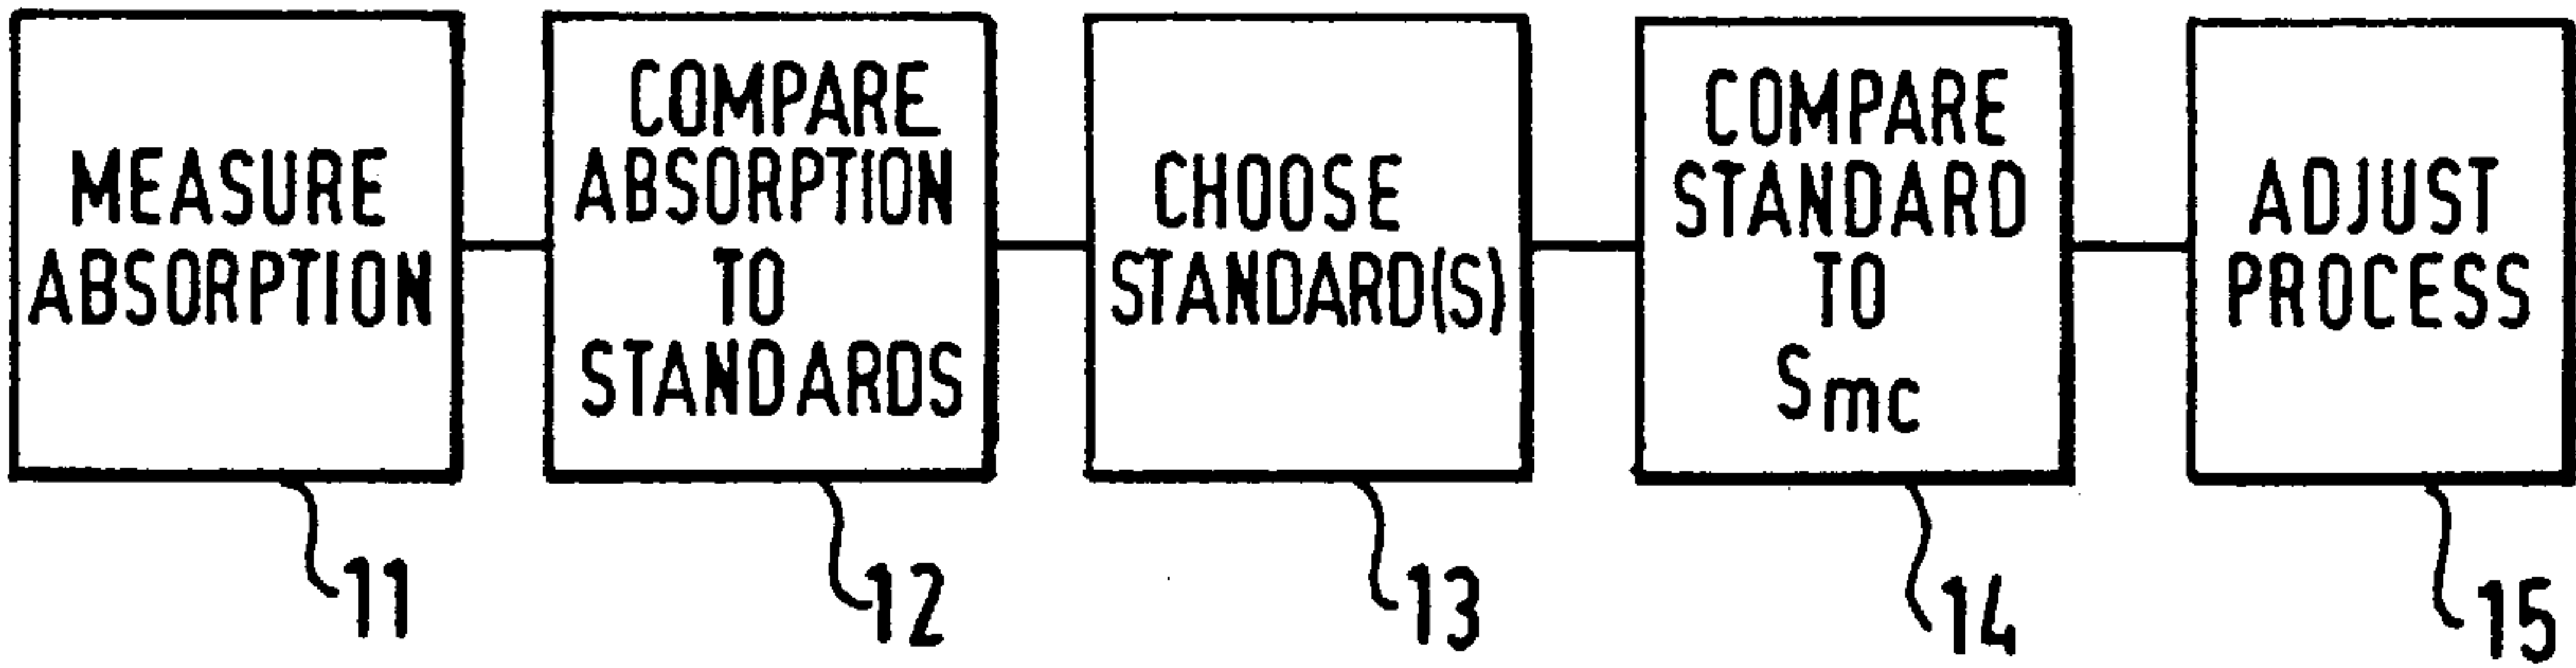 MEASURE
ABSORPTION
COMPARE
ABSORPTION
TO
STANDARDS
CHOOSE
STANDARD(S)
COMPARE
STANDARD
TO
Smc
ADJUST
PROCESS
11
12
13
14
15